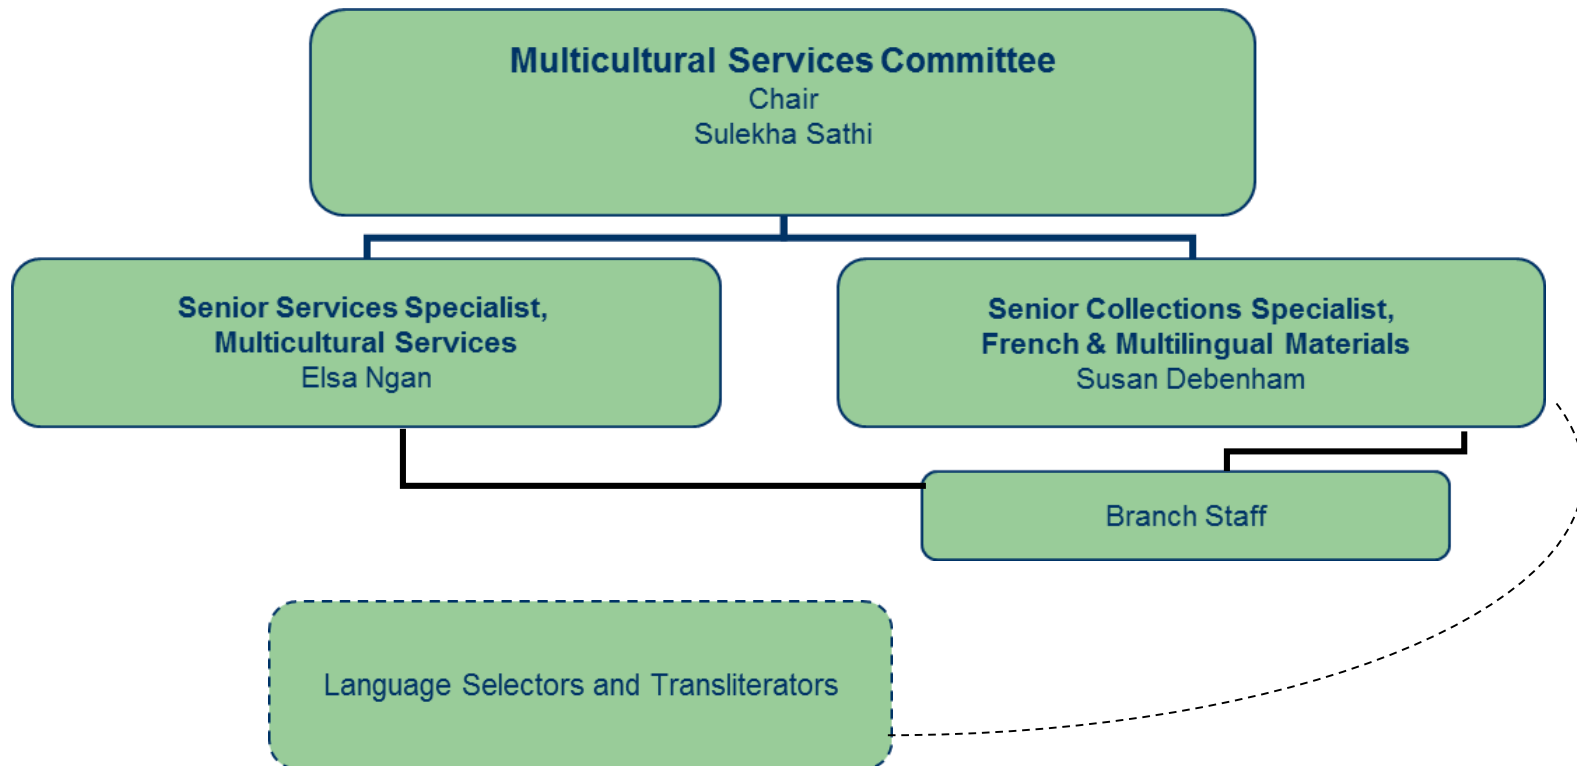 Multicultural Services Committee
Chair
Sulekha Sathi
Senior Services Specialist,
Multicultural Services
Elsa Ngan
Senior Collections Specialist,
French & Multilingual Materials
Susan Debenham
Branch Staff
Language Selectors and Transliterators